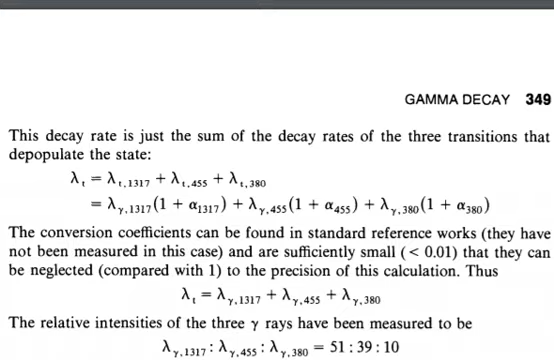 GAMMA DECAY 349
This decay rate is just the sum of the decay rates of the three transitions that
depopulate the state:
λt = λt,1317 + λt,455 + λt,380
= λγ,1317(1 + α1317) + λγ,455(1 + α455) + λγ,380(1 + α380)
The conversion coefficients can be found in standard reference works (they have
not been measured in this case) and are sufficiently small (< 0.01) that they can
be neglected (compared with 1) to the precision of this calculation. Thus
λt = λγ,1317 + λγ,455 + λγ,380
The relative intensities of the three γ rays have been measured to be
λγ,1317 : λγ,455 : λγ,380 = 51 : 39 : 10